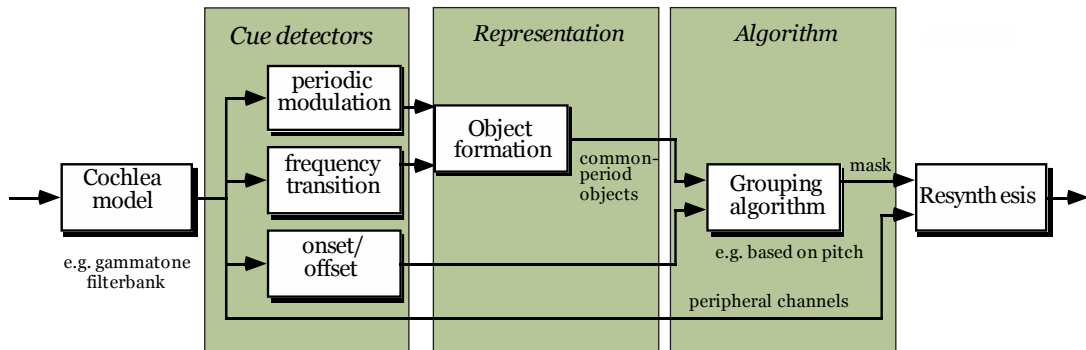 Cue detectors
Representation
Algorithm
periodic
modulation
Object
formation
frequency
transition
common-
period
objects
mask
Cochlea
model
Grouping
algorithm
Resynthesis
onset/
offset
e.g. gammatone
filterbank
e.g. based on pitch
peripheral channels